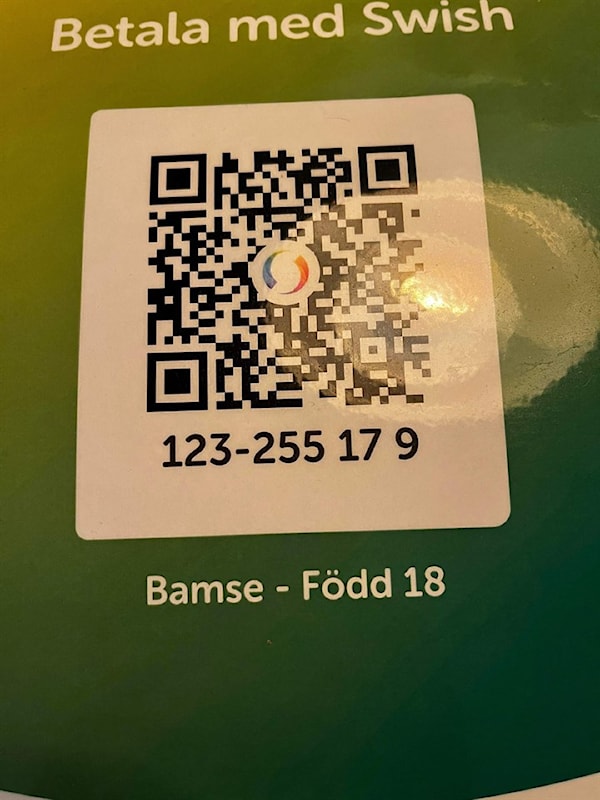 Betala med Swish
123-255 17 9
Bamse - Född 18